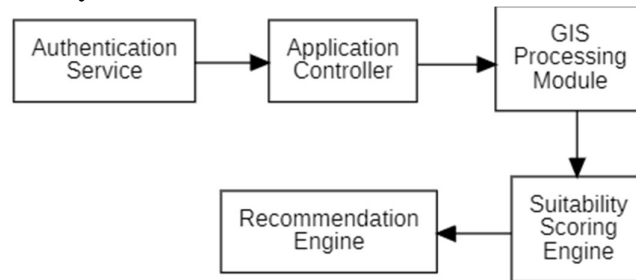 Authentication
Service
Application
Controller
GIS
Processing
Module
Suitability
Scoring
Engine
Recommendation
Engine